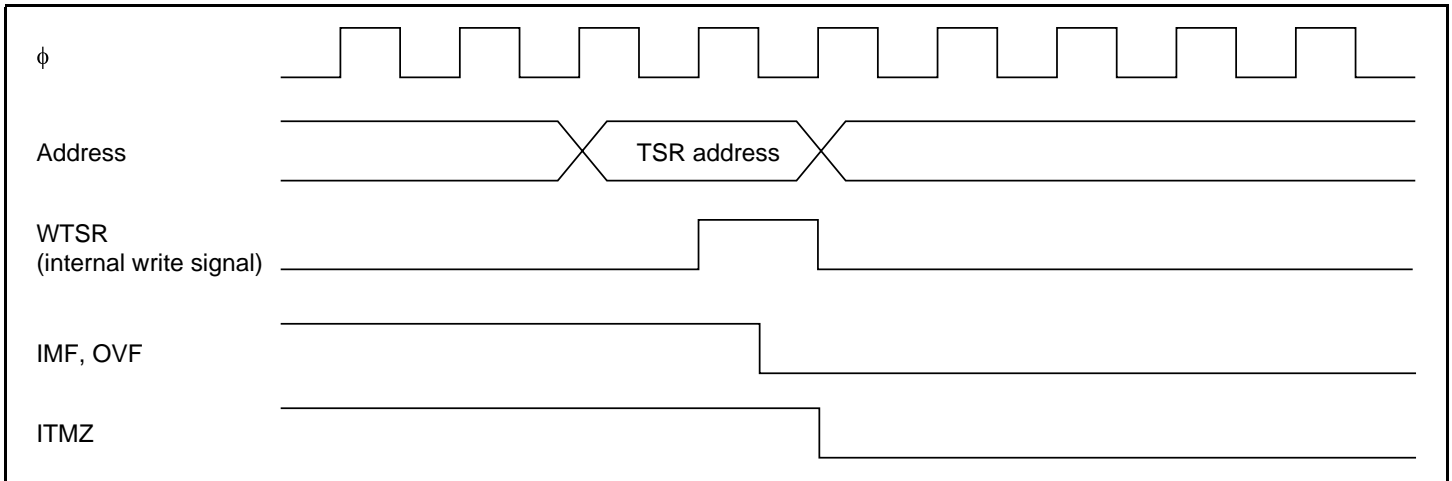 ϕ
Address
TSR address
WTSR
(internal write signal)
IMF, OVF
ITMZ